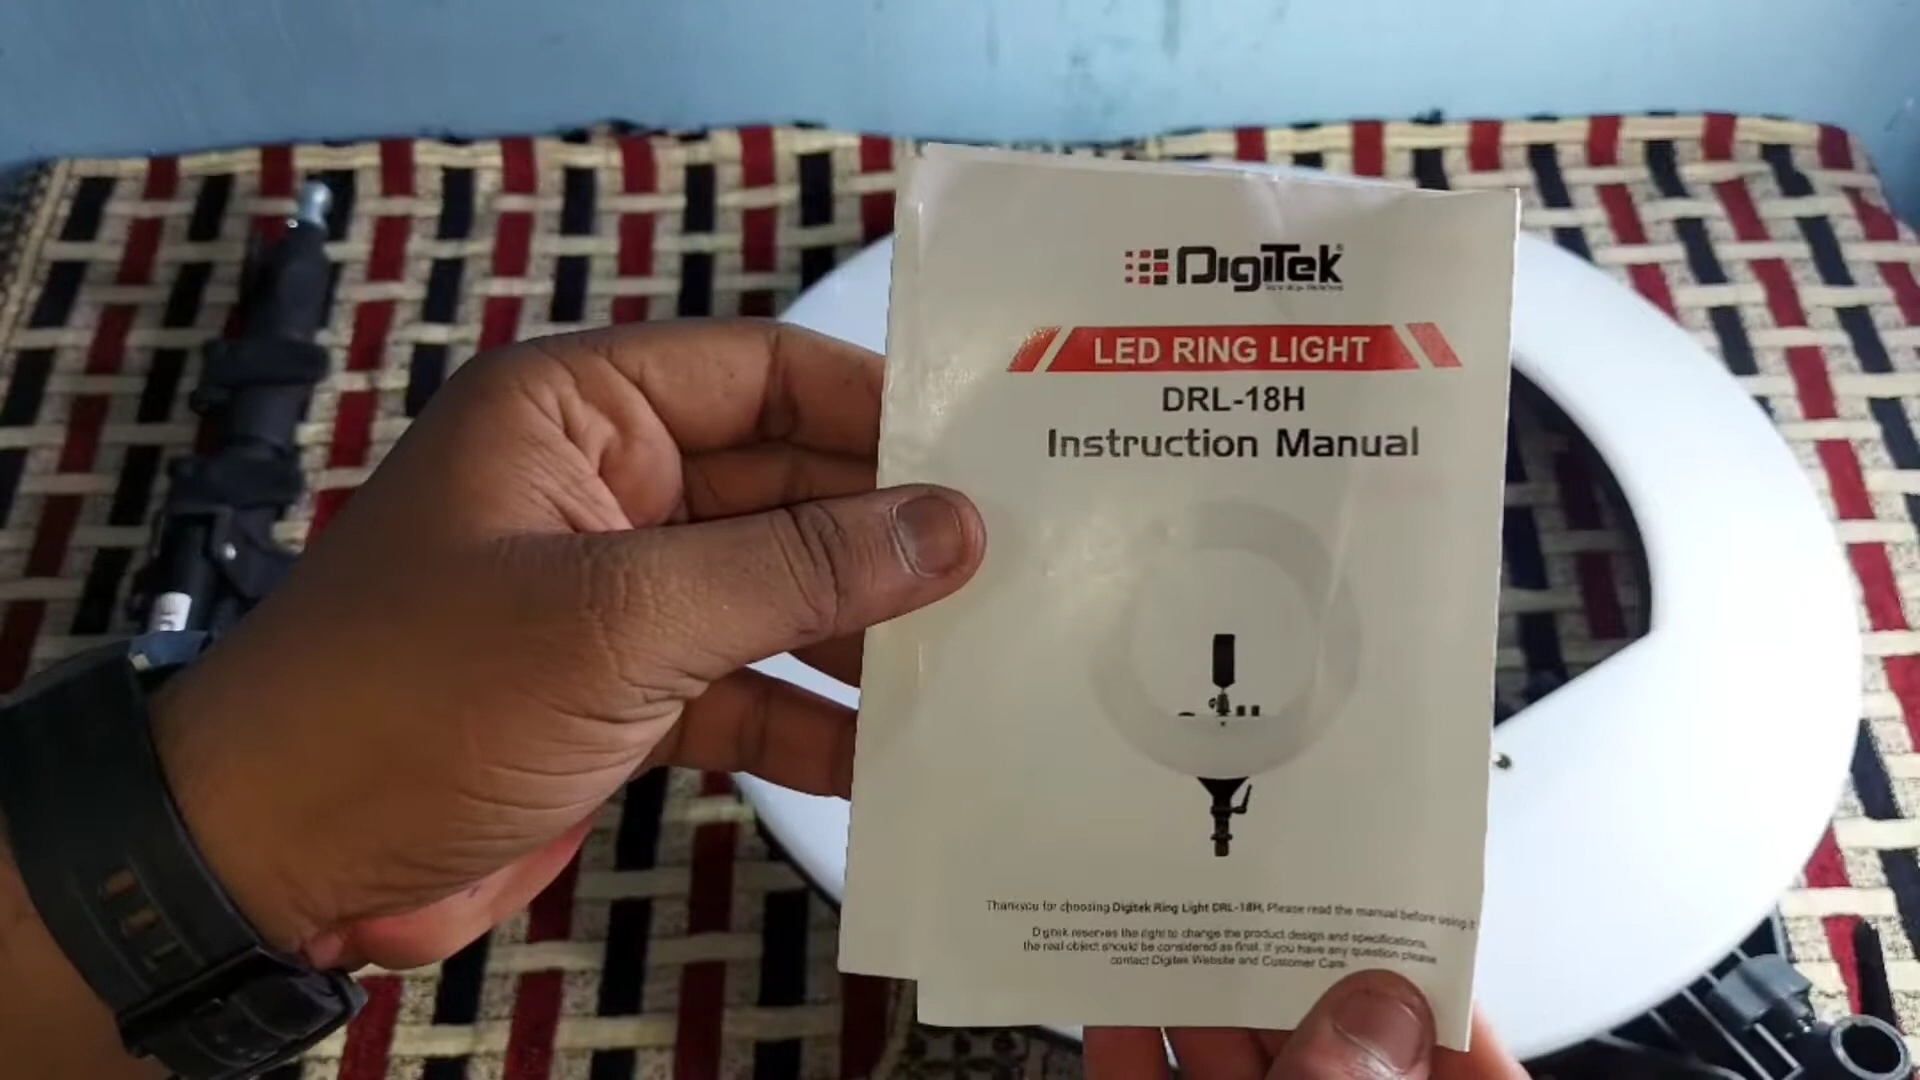 DigiTek®
LED RING LIGHT
DRL-18H
Instruction Manual
Thankyou for choosing Digitek Ring Light DRL-18H, Please read the manual before using it
Digitek reserves the right to change the product design and specifications,
the real object should be considered as final. If you have any question please
contact Digitek Website and Customer Care